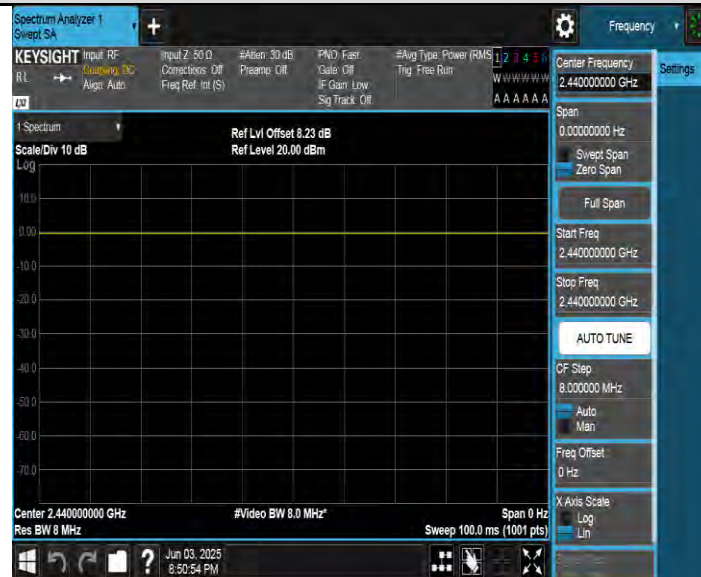 Spectrum Analyzer 1
Swept SA
+
Frequency
KEYSIGHT
Input: RF
Input Z: 50 Ω
#Atten: 30 dB
PNO: Fast
#Avg Type: Power (RMS
1 2 3 4 5 6
RL
Coupling: DC
Corrections: Off
Preamp: Off
Gate: Off
Trig: Free Run
W W W W W W
Align: Auto
Freq Ref: Int (S)
IF Gain: Low
Sig Track: Off
A A A A A A
LXI
1 Spectrum
Scale/Div 10 dB
Ref Lvl Offset 8.23 dB
Ref Level 20.00 dBm
Log
10.0
0.00
-10.0
-20.0
-30.0
-40.0
-50.0
-60.0
-70.0
Center 2.440000000 GHz
#Video BW 8.0 MHz*
Span 0 Hz
Res BW 8 MHz
Sweep 100.0 ms (1001 pts)
?
Jun 03, 2025
8:50:54 PM
Center Frequency
2.440000000 GHz
Settings
Span
0.00000000 Hz
Swept Span
Zero Span
Full Span
Start Freq
2.440000000 GHz
Stop Freq
2.440000000 GHz
AUTO TUNE
CF Step
8.000000 MHz
Auto
Man
Freq Offset
0 Hz
X Axis Scale
Log
Lin